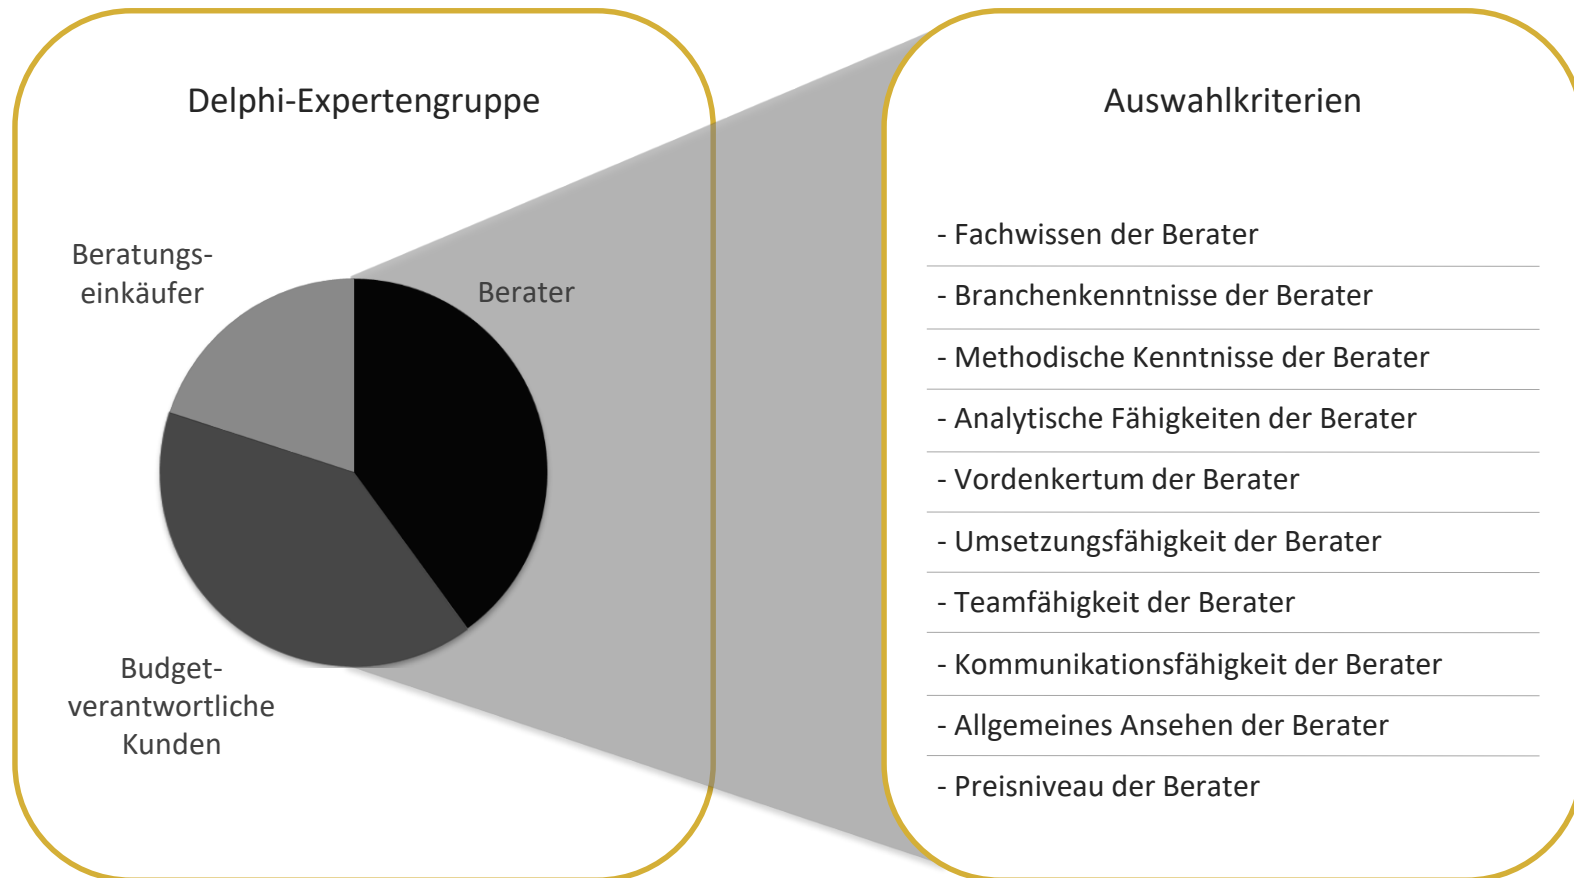 Delphi-Expertengruppe
Beratungs-
einkäufer
Berater
Budget-
verantwortliche
Kunden
Auswahlkriterien
- Fachwissen der Berater
- Branchenkenntnisse der Berater
- Methodische Kenntnisse der Berater
- Analytische Fähigkeiten der Berater
- Vordenkertum der Berater
- Umsetzungsfähigkeit der Berater
- Teamfähigkeit der Berater
- Kommunikationsfähigkeit der Berater
- Allgemeines Ansehen der Berater
- Preisniveau der Berater